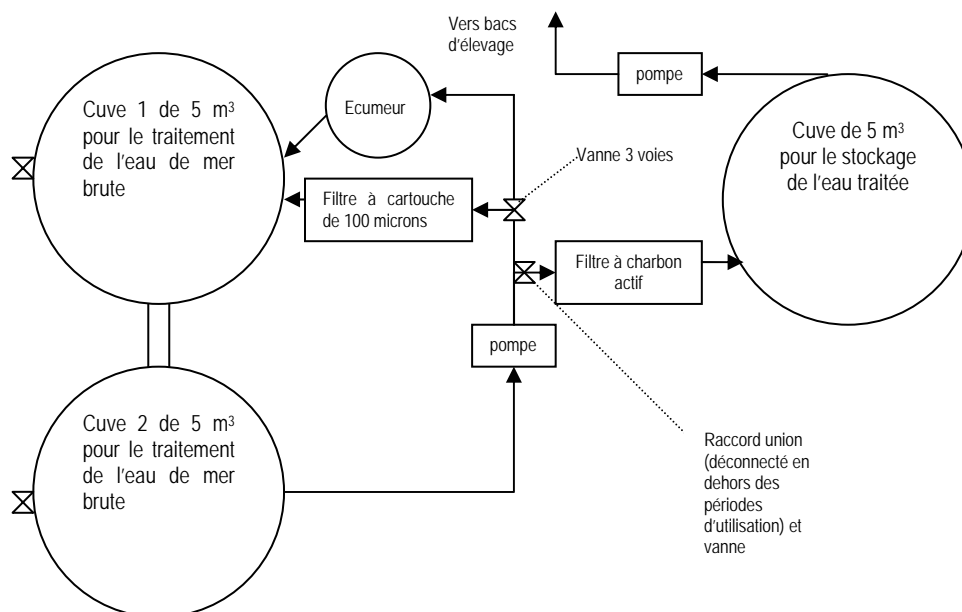 Vers bacs
d'élevage
pompe
Cuve 1 de 5 m³
pour le traitement
de l'eau de mer
brute
Ecumeur
Cuve de 5 m³
pour le stockage
de l'eau traitée
Vanne 3 voies
Filtre à cartouche
de 100 microns
Filtre à charbon
actif
pompe
Cuve 2 de 5 m³
pour le traitement
de l'eau de mer
brute
Raccord union
(déconnecté en
dehors des
périodes
d'utilisation) et
vanne